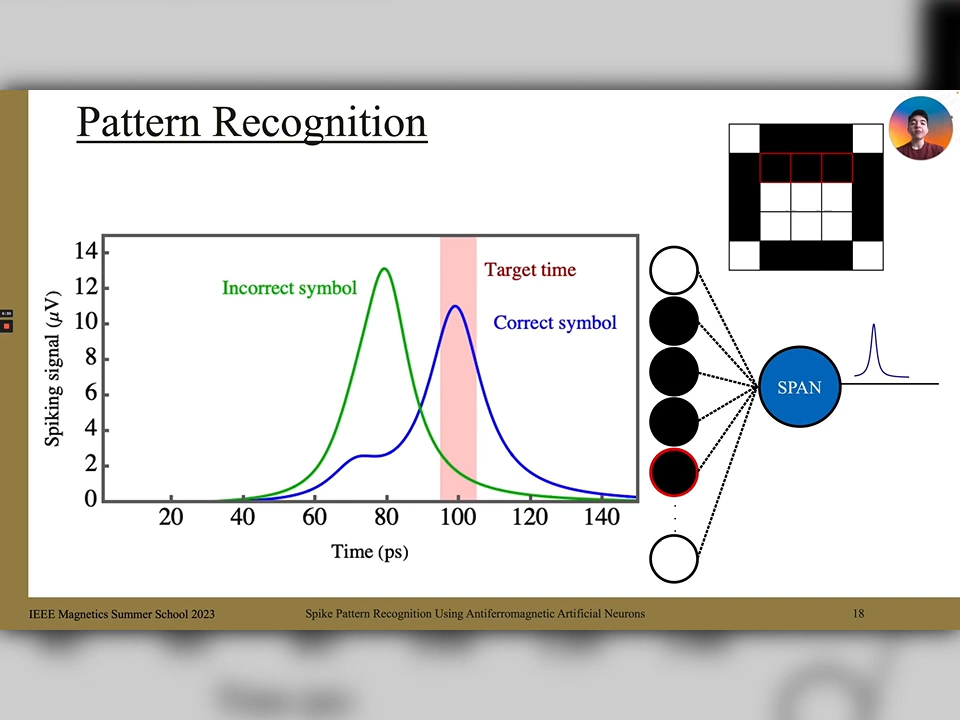 Pattern Recognition
Spiking signal (μV)
14
12
10
8
6
4
2
0
20 40 60 80 100 120 140
Time (ps)
Incorrect symbol
Target time
Correct symbol
SPAN
IEEE Magnetics Summer School 2023
Spike Pattern Recognition Using Antiferromagnetic Artificial Neurons
18